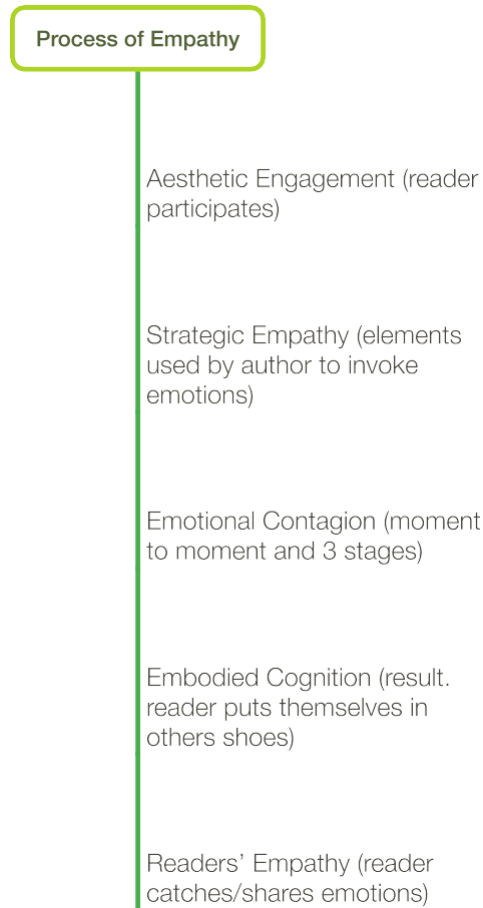 Process of Empathy
Aesthetic Engagement (reader
participates)
Strategic Empathy (elements
used by author to invoke
emotions)
Emotional Contagion (moment
to moment and 3 stages)
Embodied Cognition (result.
reader puts themselves in
others shoes)
Readers’ Empathy (reader
catches/shares emotions)